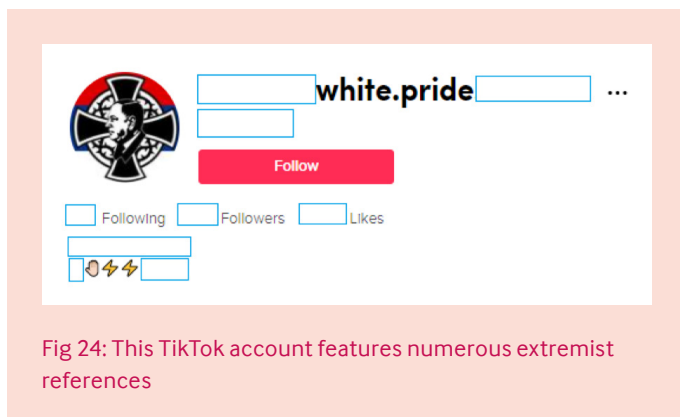 white.pride ...
Follow
Following Followers Likes
🤚🏻⚡⚡
Fig 24: This TikTok account features numerous extremist
references